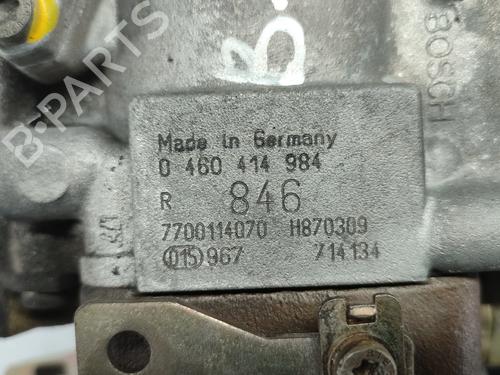 B-Parts
BOSCH
Made in Germany
0 460 414 984
R 846
7700114070 H870309
015 967 714134